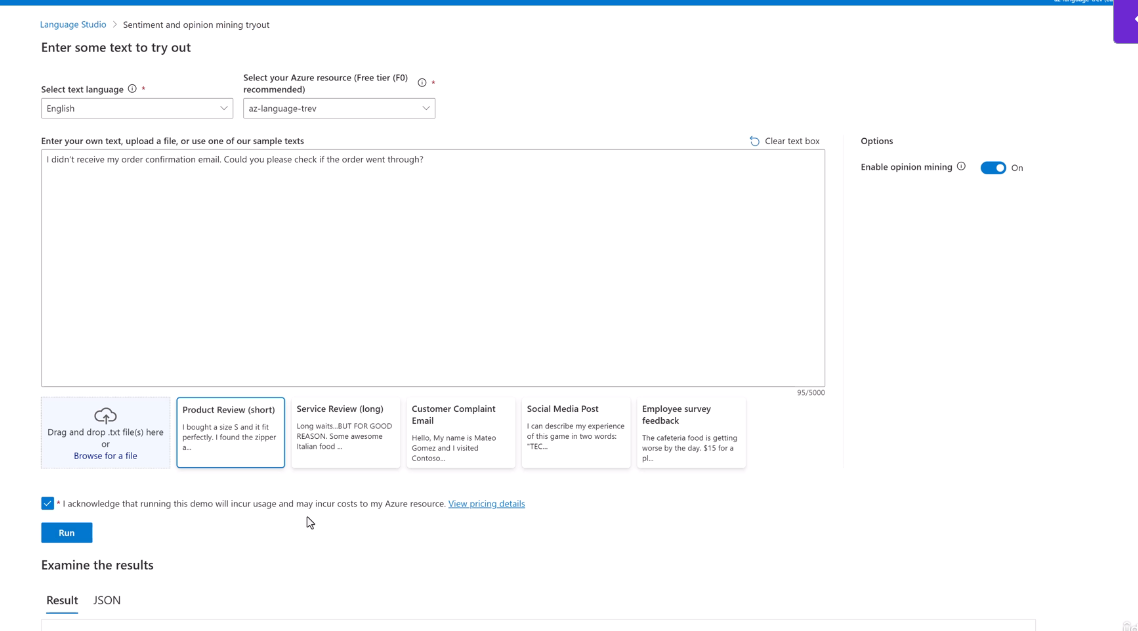 Language Studio > Sentiment and opinion mining tryout
Enter some text to try out
Select text language *
Select your Azure resource (Free tier (F0)
recommended) *
English
az-language-trev
Enter your own text, upload a file, or use one of our sample texts
Clear text box
I didn't receive my order confirmation email. Could you please check if the order went through?
95/5000
Options
Enable opinion mining
On
Drag and drop .txt file(s) here
or
Browse for a file
Product Review (short)
I bought a size S and it fit
perfectly. I found the zipper
a...
Service Review (long)
Long waits...BUT FOR GOOD
REASON. Some awesome
Italian food ...
Customer Complaint
Email
Hello, My name is Mateo
Gomez and I visited
Contoso...
Social Media Post
I can describe my experience
of this game in two words:
"TEC...
Employee survey
feedback
The cafeteria food is getting
worse by the day. $15 for a
pl...
* I acknowledge that running this demo will incur usage and may incur costs to my Azure resource. View pricing details
Run
Examine the results
Result
JSON